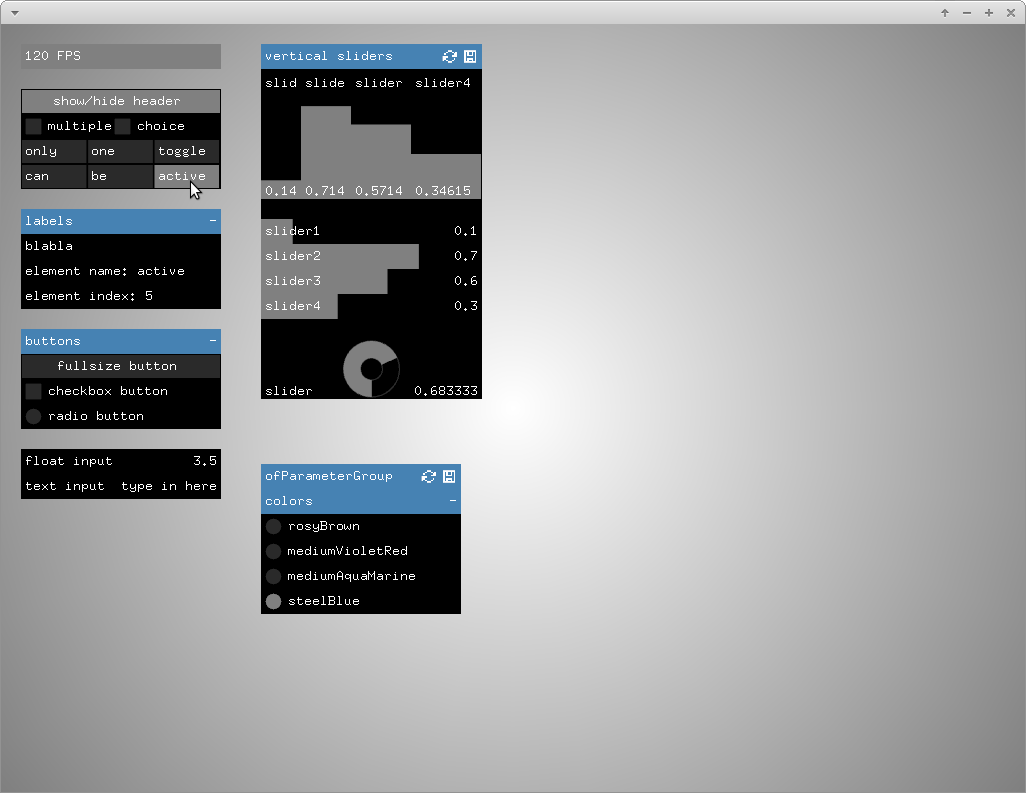 120 FPS
show/hide header
multiple choice
only one toggle
can be active
labels -
blabla
element name: active
element index: 5
buttons -
fullsize button
checkbox button
radio button
float input 3.5
text input type in here
vertical sliders
slid slide slider slider4
0.14 0.714 0.5714 0.34615
slider1 0.1
slider2 0.7
slider3 0.6
slider4 0.3
slider 0.683333
ofParameterGroup
colors -
rosyBrown
mediumVioletRed
mediumAquaMarine
steelBlue